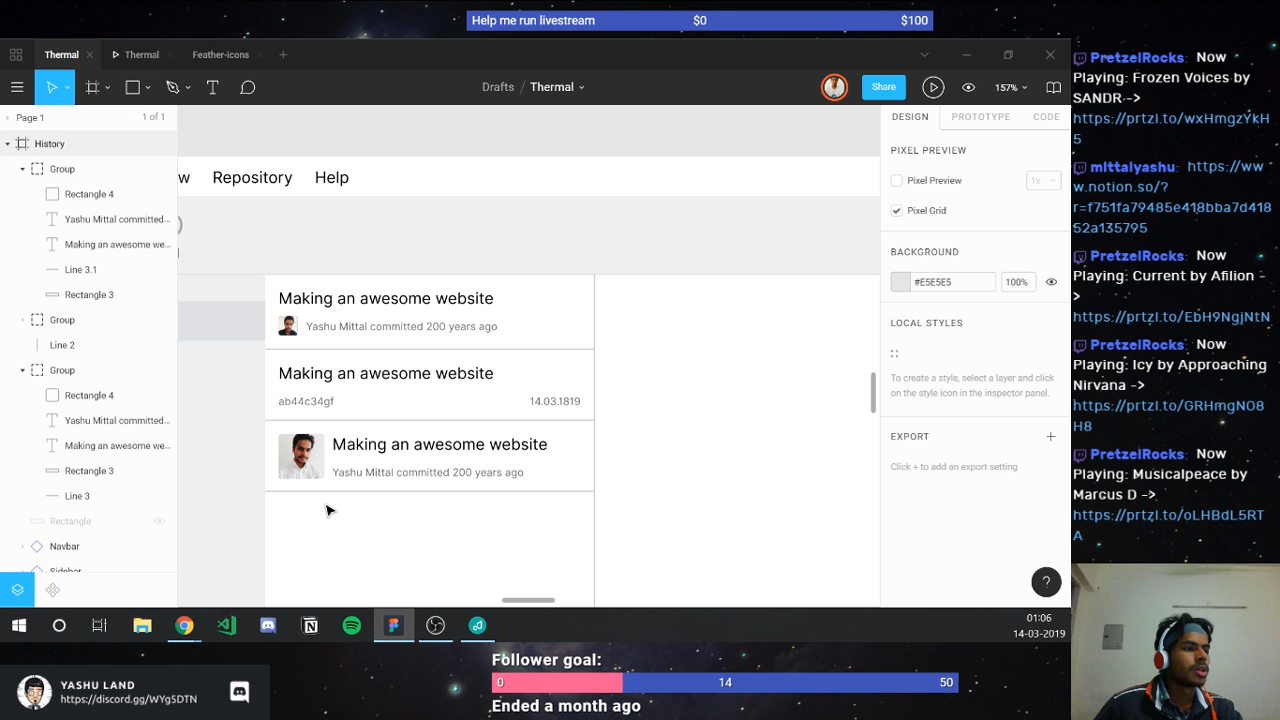 Help me run livestream $0 $100
Thermal
Thermal
Feather-icons
Drafts / Thermal
Share
157%
Page 1
1 of 1
History
Group
Rectangle 4
Yashu Mittal committed...
Making an awesome we...
Line 3.1
Rectangle 3
Group
Line 2
Group
Rectangle 4
Yashu Mittal committed...
Making an awesome we...
Rectangle 3
Line 3
Rectangle
Navbar
Sidebar
w Repository Help
Making an awesome website
Yashu Mittal committed 200 years ago
Making an awesome website
ab44c34gf 14.03.1819
Making an awesome website
Yashu Mittal committed 200 years ago
DESIGN PROTOTYPE CODE
PIXEL PREVIEW
Pixel Preview 1x
Pixel Grid
BACKGROUND
#E5E5E5 100%
LOCAL STYLES
To create a style, select a layer and click
on the style icon in the inspector panel.
EXPORT
Click + to add an export setting
?
01:06
14-03-2019
PretzelRocks: Now
Playing: Frozen Voices by
SANDR ->
https://prtzl.to/wxHmgzYkH
5
mittalyashu: https://ww
w.notion.so/?
r=f751fa79485e418bba7d418
52a135795
PretzelRocks: Now
Playing: Current by Afilion -
>
https://prtzl.to/EbH9NgjNtN
PretzelRocks: Now
Playing: Icy by Approaching
Nirvana ->
https://prtzl.to/GRHmgNO8
H8
PretzelRocks: Now
Playing: Musicalpeace by
Marcus D ->
https://prtzl.to/oLHBdL5RT
A
YASHU LAND
https://discord.gg/WYg5DTN
Follower goal:
0 14 50
Ended a month ago